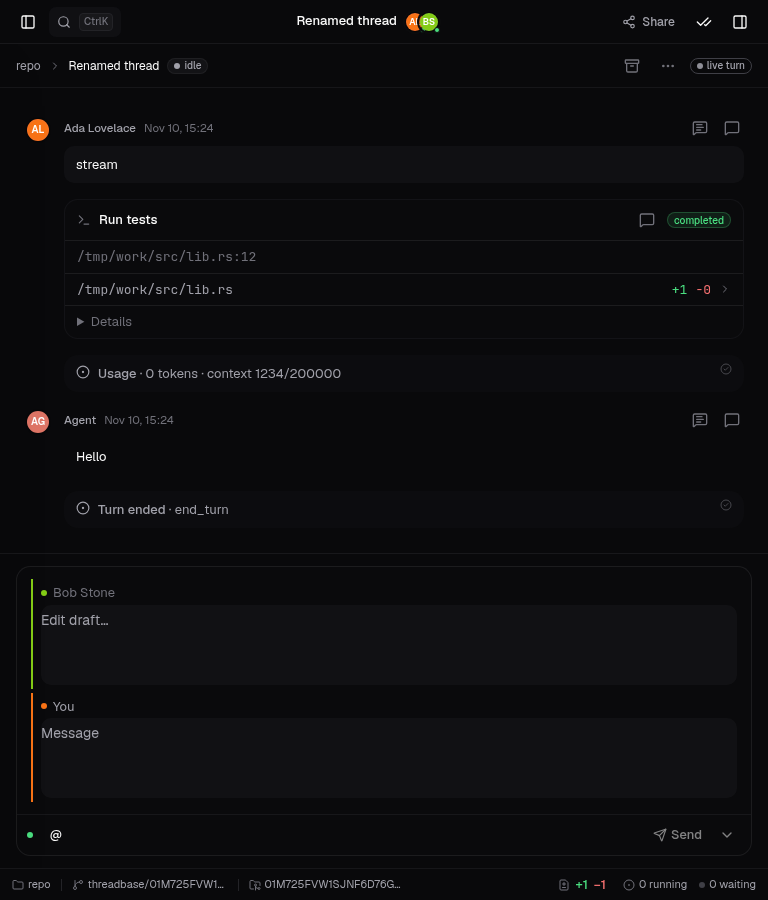 CtrlK
Renamed thread
BS
Share
repo
Renamed thread
idle
live turn
AL
Ada Lovelace Nov 10, 15:24
stream
Run tests
completed
/tmp/work/src/lib.rs:12
/tmp/work/src/lib.rs
+1 -0
Details
Usage · 0 tokens · context 1234/200000
AG
Agent Nov 10, 15:24
Hello
Turn ended · end_turn
Bob Stone
Edit draft…
You
Message
@
Send
repo
threadbase/01M725FVW1…
01M725FVW1SJNF6D76G…
+1 −1
0 running
0 waiting